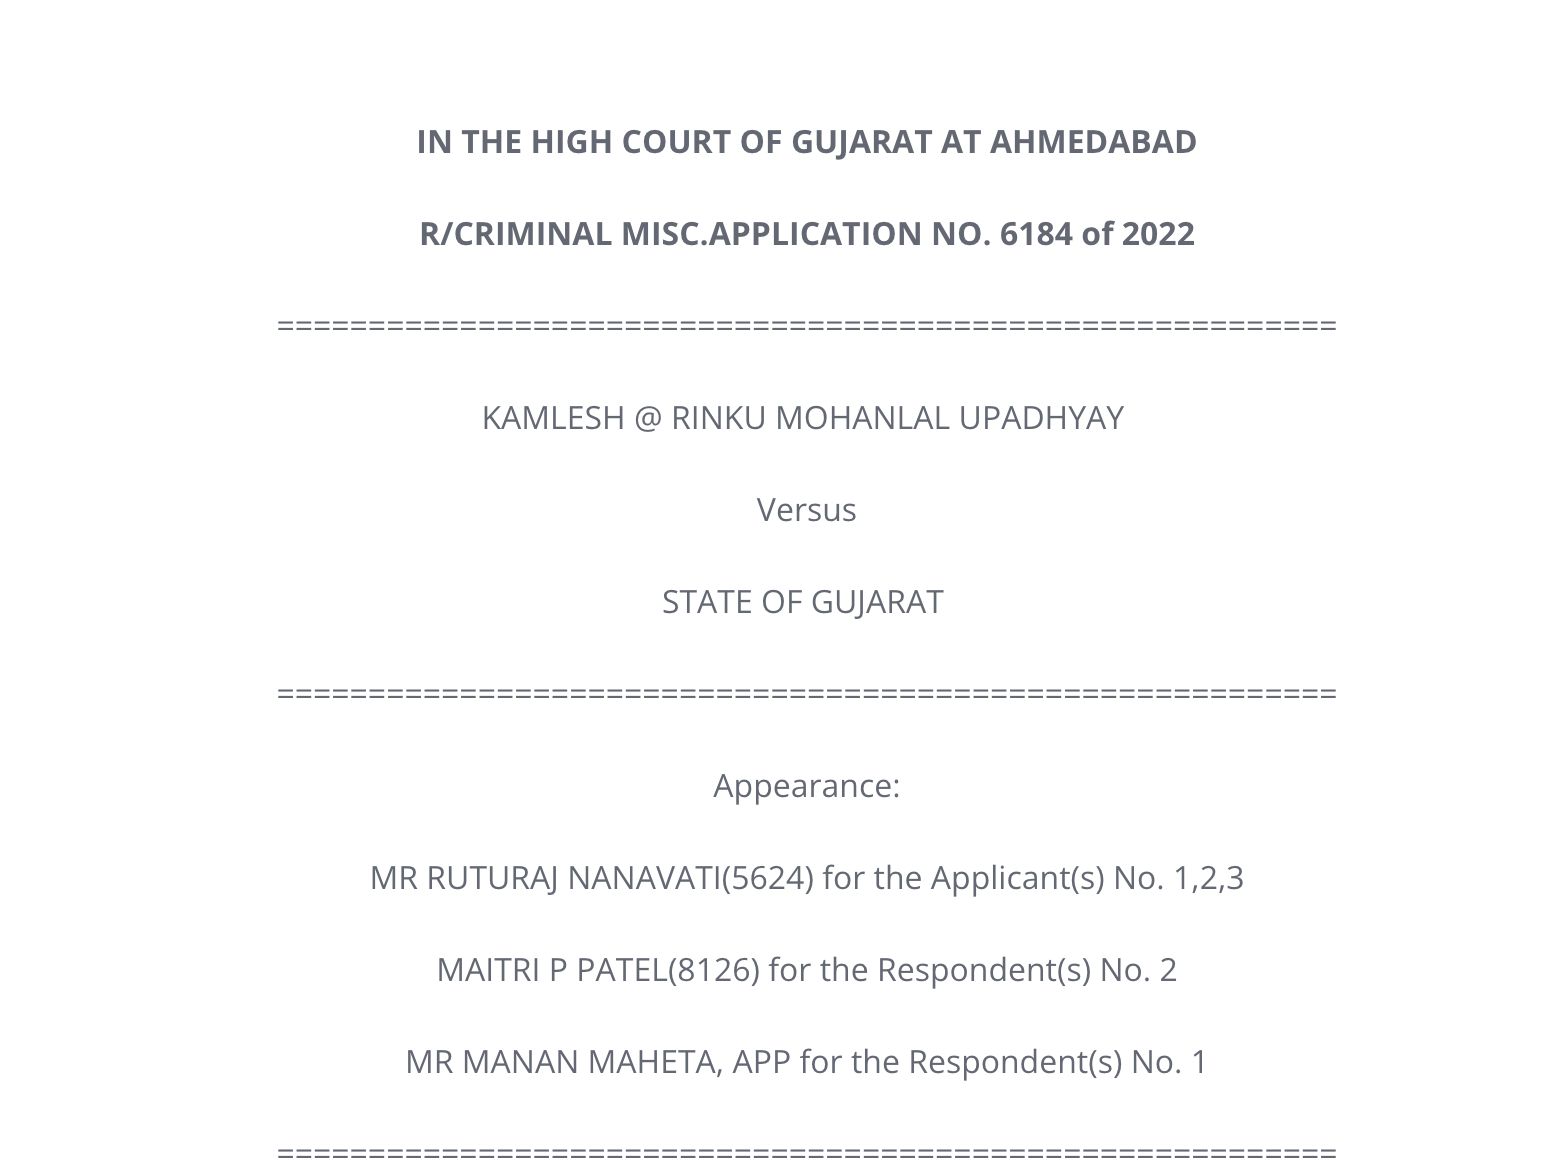 IN THE HIGH COURT OF GUJARAT AT AHMEDABAD
R/CRIMINAL MISC.APPLICATION NO. 6184 of 2022
==========================================================
KAMLESH @ RINKU MOHANLAL UPADHYAY
Versus
STATE OF GUJARAT
==========================================================
Appearance:
MR RUTURAJ NANAVATI(5624) for the Applicant(s) No. 1,2,3
MAITRI P PATEL(8126) for the Respondent(s) No. 2
MR MANAN MAHETA, APP for the Respondent(s) No. 1
==========================================================